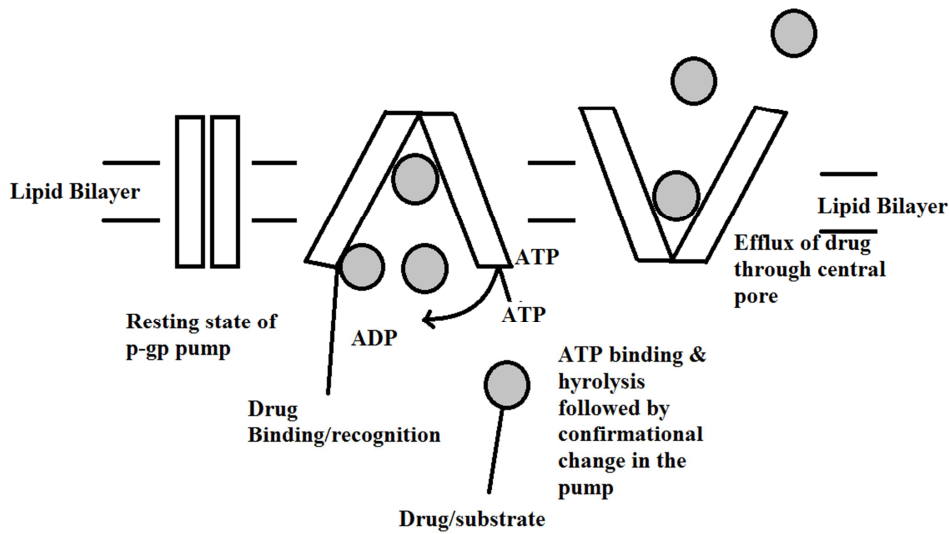 Lipid Bilayer
Resting state of
p-gp pump
Drug
Binding/recognition
ADP
ATP
ATP
Drug/substrate
ATP binding &
hyrolysis
followed by
confirmational
change in the
pump
Lipid Bilayer
Efflux of drug
through central
pore